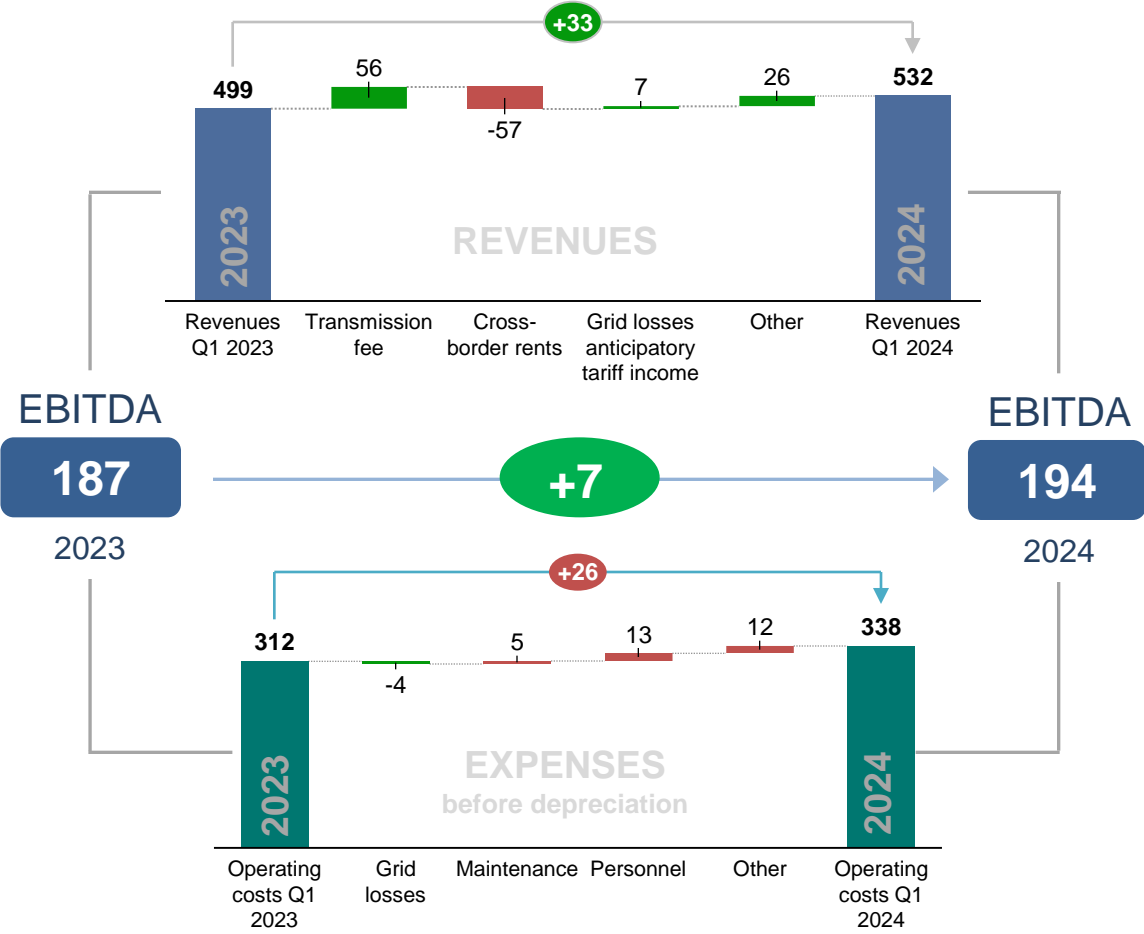 +33
499
56
-57
7
26
532
2023
REVENUES
2024
Revenues
Q1 2023
Transmission
fee
Cross-
border rents
Grid losses
anticipatory
tariff income
Other
Revenues
Q1 2024
EBITDA
187
2023
+7
EBITDA
194
2024
+26
312
-4
5
13
12
338
2023
EXPENSES
before depreciation
2024
Operating
costs Q1
2023
Grid
losses
Maintenance
Personnel
Other
Operating
costs Q1
2024